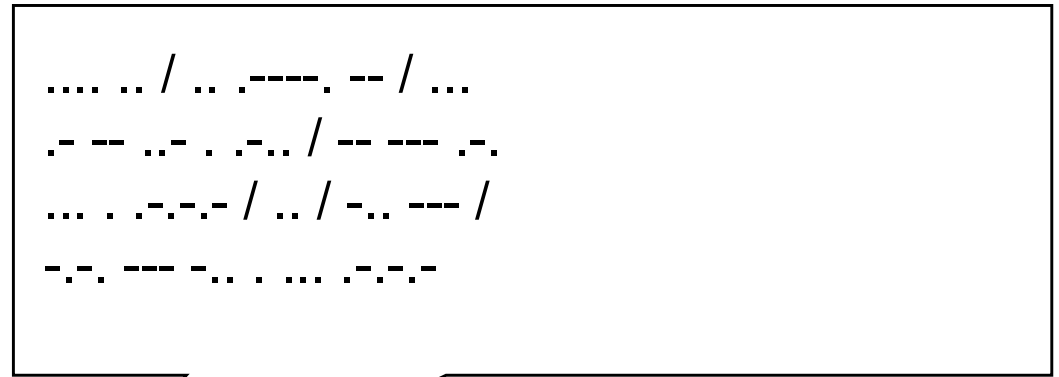 .... .. / .. .----. -- / ...
.- -- ..- . .-.. / -- --- .-.
... . .-.-.- / .. / -.. --- /
-.-. --- -.. . ... .-.-.-